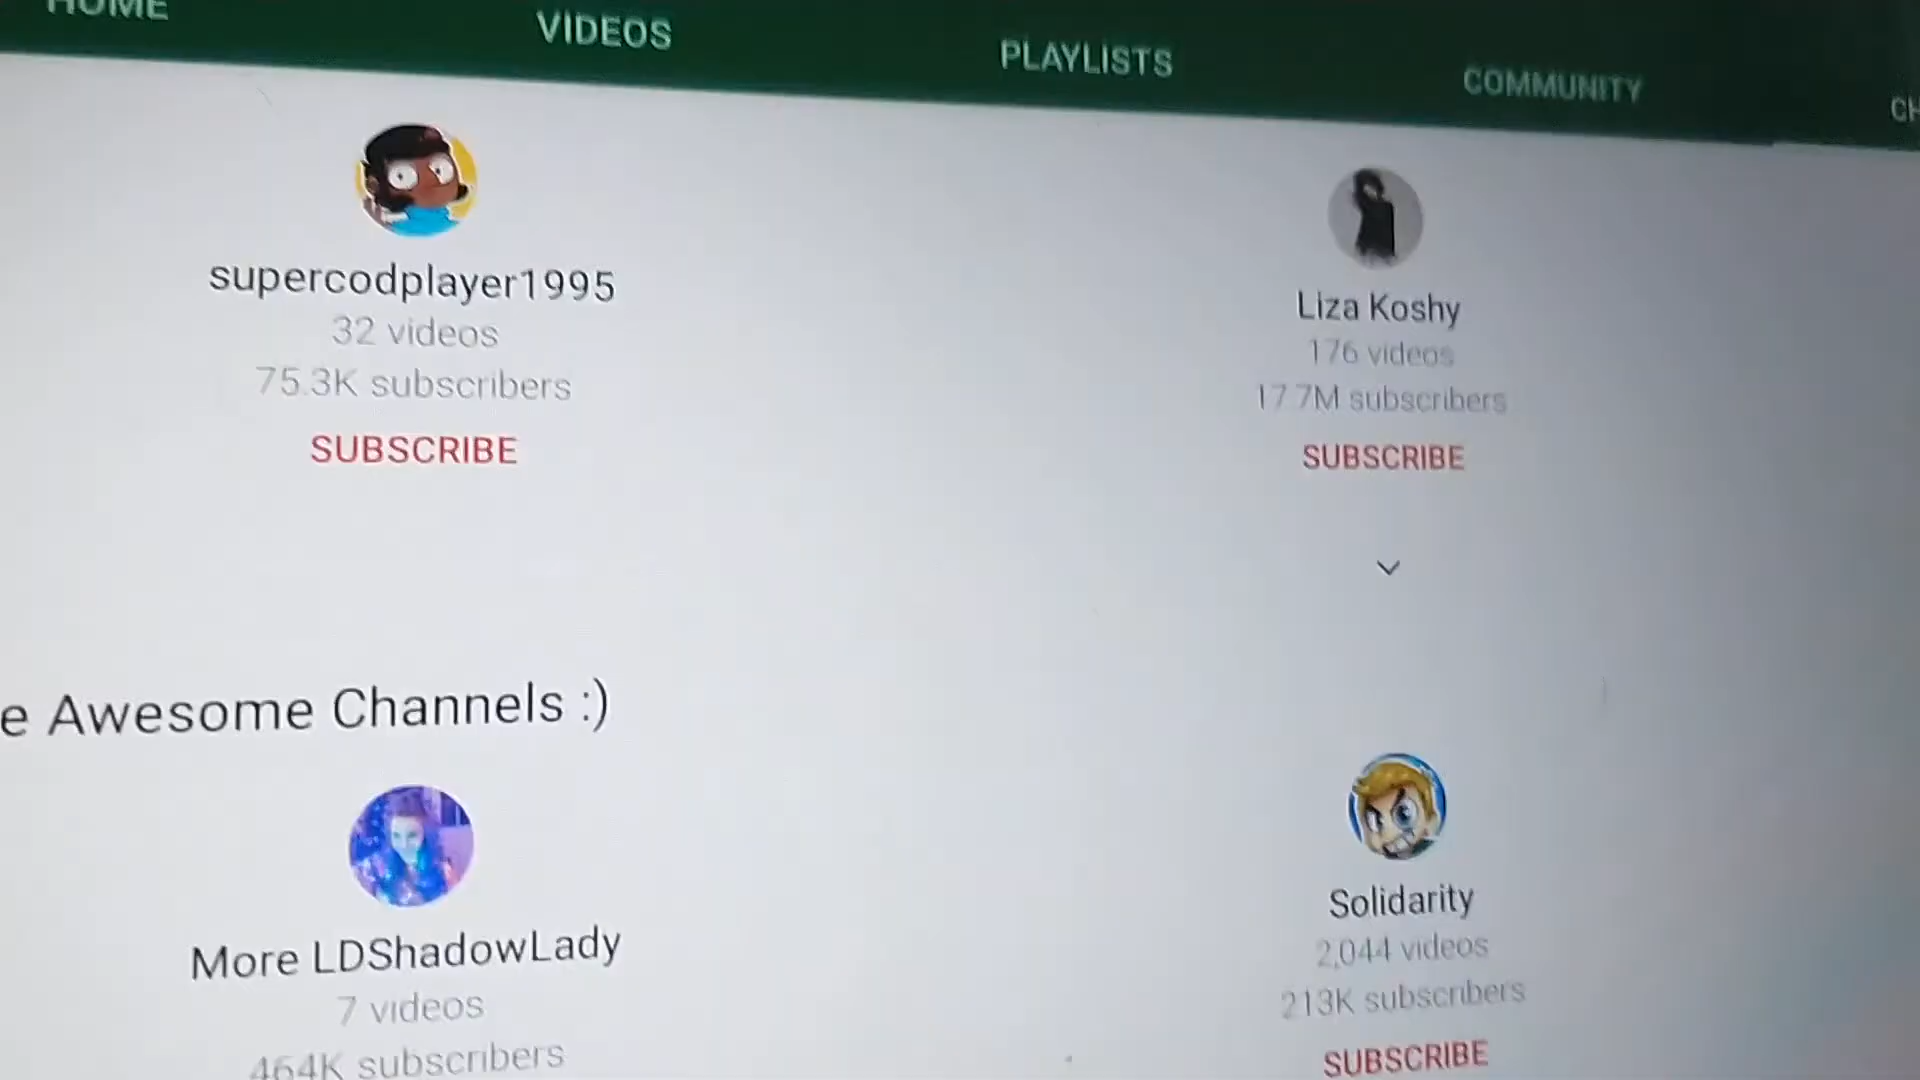 HOME
VIDEOS
PLAYLISTS
COMMUNITY
CH
supercodplayer1995
32 videos
75.3K subscribers
SUBSCRIBE
Liza Koshy
176 videos
17.7M subscribers
SUBSCRIBE
e Awesome Channels :)
More LDShadowLady
7 videos
464K subscribers
Solidarity
2,044 videos
213K subscribers
SUBSCRIBE